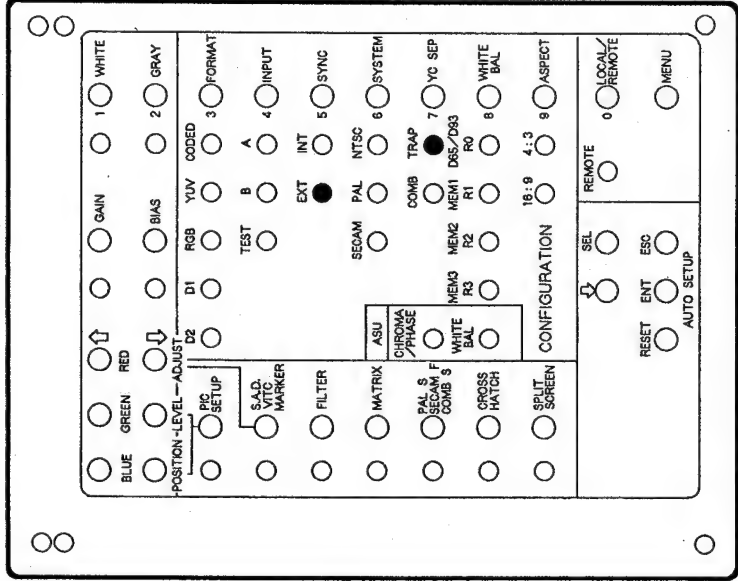 GAIN 1 WHITE
BLUE GREEN RED
BIAS 2 GRAY
POSITION-LEVEL-ADJUST
D2 D1 RGB YUV CODED
PIC
SETUP
3 FORMAT
TEST B A
S.A.D.
VITC
MARKER
4 INPUT
EXT INT
FILTER
5 SYNC
SECAM PAL NTSC
MATRIX
ASU
6 SYSTEM
COMB TRAP
PAL S
SECAM F
COMB S
CHROMA
/PHASE
7 YC SEP
MEM3 MEM2 MEM1 D65/D93
R3 R2 R1 R0
CROSS
HATCH
WHITE
BAL
8 WHITE
BAL
16:9 4:3
SPLIT
SCREEN
CONFIGURATION
9 ASPECT
SEL
REMOTE
0 LOCAL/
REMOTE
RESET ENT ESC
MENU
AUTO SETUP